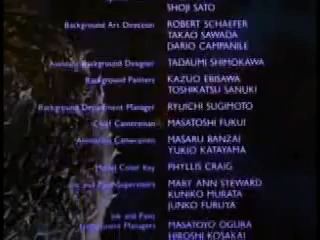 SHOJI SATO
Background Art Direction ROBERT SCHAEFER
TAKAO SAWADA
DARIO CAMPANILE
Assistant Background Designer TADAUMI SHIMOKAWA
Background Painters KAZUO EBISAWA
TOSHIKATSU SANUKI
Background Department Manager RYUICHI SUGIMOTO
Chief Cameraman MASATOSHI FUKUI
Animation Cameramen MASARU BANZAI
YUKIO KATAYAMA
Model Color Key PHYLLIS CRAIG
Ink and Paint Supervisors MARY ANN STEWARD
KUNIKO MURATA
JUNKO FURUYA
Ink and Paint
Department Managers MASATOYO OGURA
HIROSHI KOSAKAI